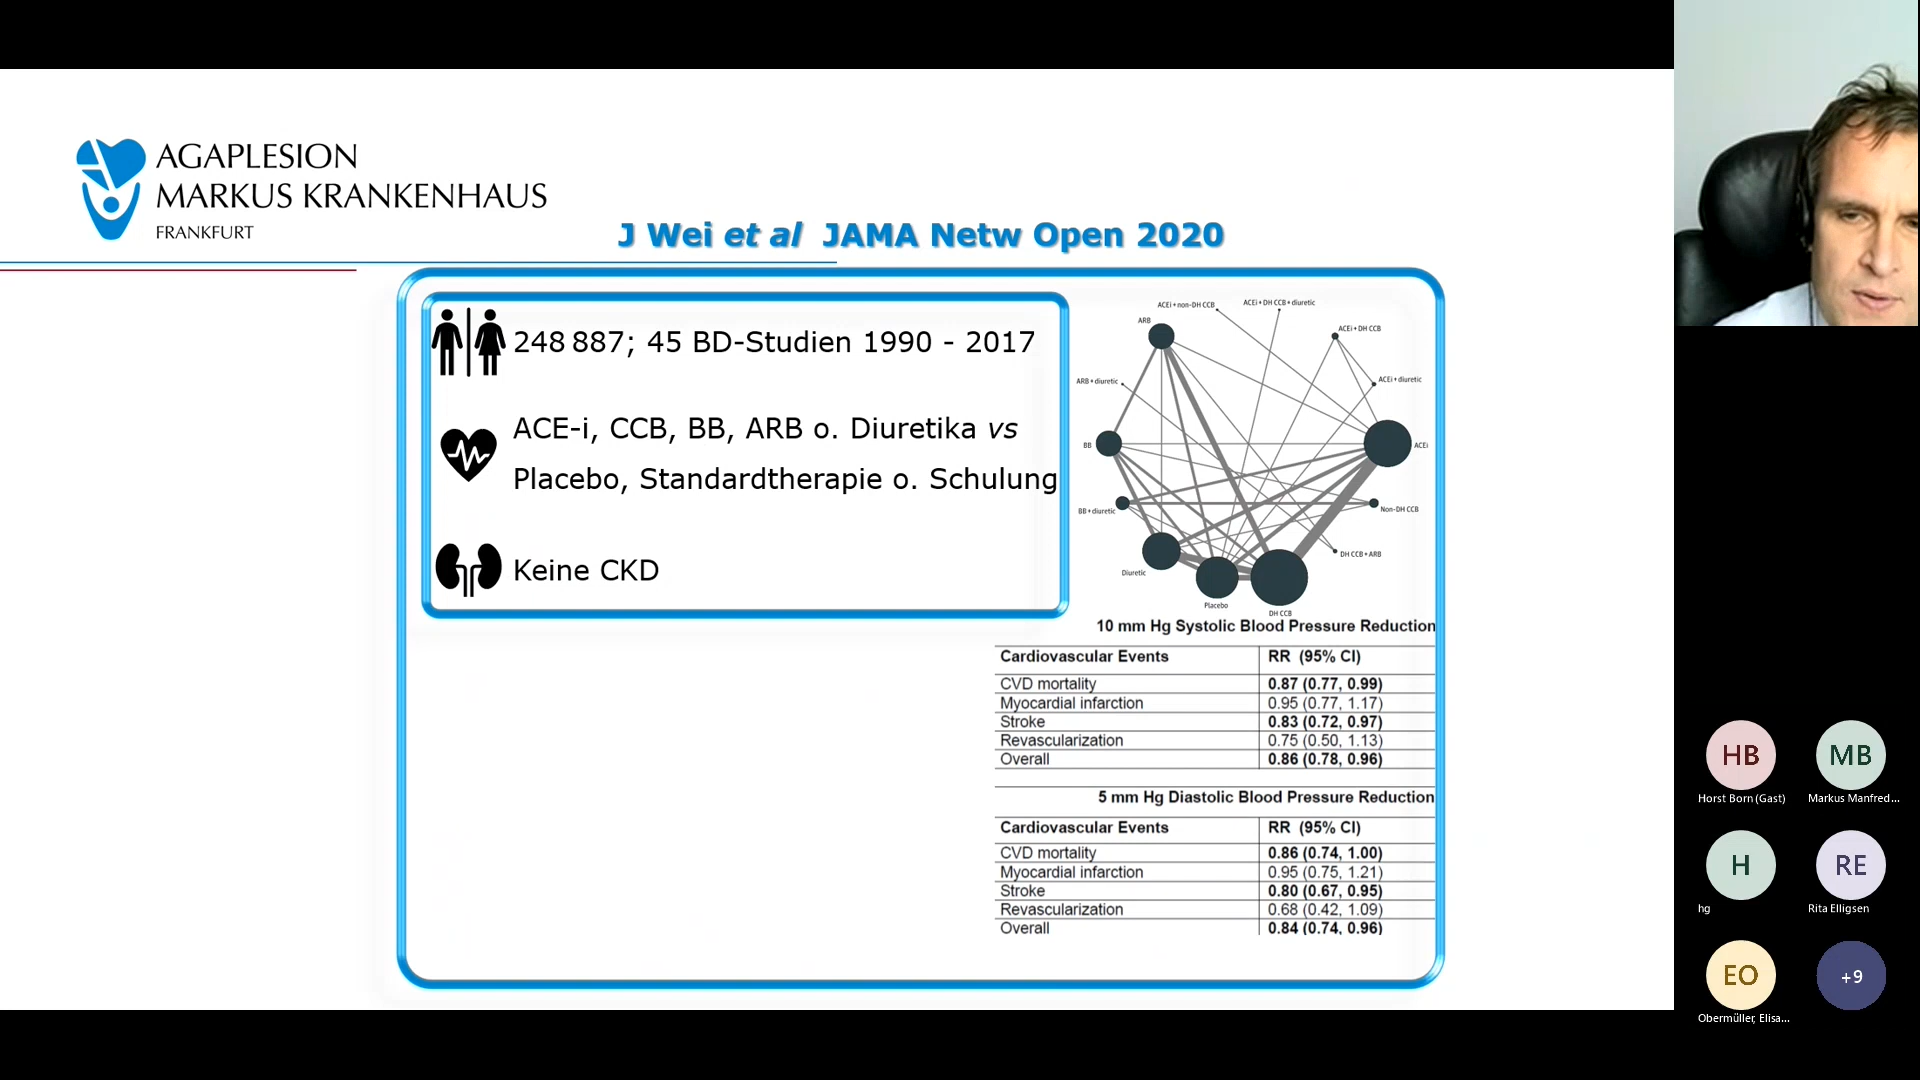 AGAPLESION
MARKUS KRANKENHAUS
FRANKFURT
J Wei et al JAMA Netw Open 2020
248 887; 45 BD-Studien 1990 - 2017
ACE-i, CCB, BB, ARB o. Diuretika vs
Placebo, Standardtherapie o. Schulung
Keine CKD
ACEi + non-DH CCB
ACEi + DH CCB + diuretic
ARB
ACEi + DH CCB
ARB + diuretic
ACEi + diuretic
BB
ACEi
BB + diuretic
Non-DH CCB
DH CCB + ARB
Diuretic
Placebo
DH CCB
10 mm Hg Systolic Blood Pressure Reduction
Cardiovascular Events RR (95% CI)
CVD mortality 0.87 (0.77, 0.99)
Myocardial infarction 0.95 (0.77, 1.17)
Stroke 0.83 (0.72, 0.97)
Revascularization 0.75 (0.50, 1.13)
Overall 0.86 (0.78, 0.96)
5 mm Hg Diastolic Blood Pressure Reduction
Cardiovascular Events RR (95% CI)
CVD mortality 0.86 (0.74, 1.00)
Myocardial infarction 0.95 (0.75, 1.21)
Stroke 0.80 (0.67, 0.95)
Revascularization 0.68 (0.42, 1.09)
Overall 0.84 (0.74, 0.96)
HB MB
Horst Born (Gast) Markus Manfred...
H RE
hg Rita Elligsen
EO +9
Obermüller, Elisa...